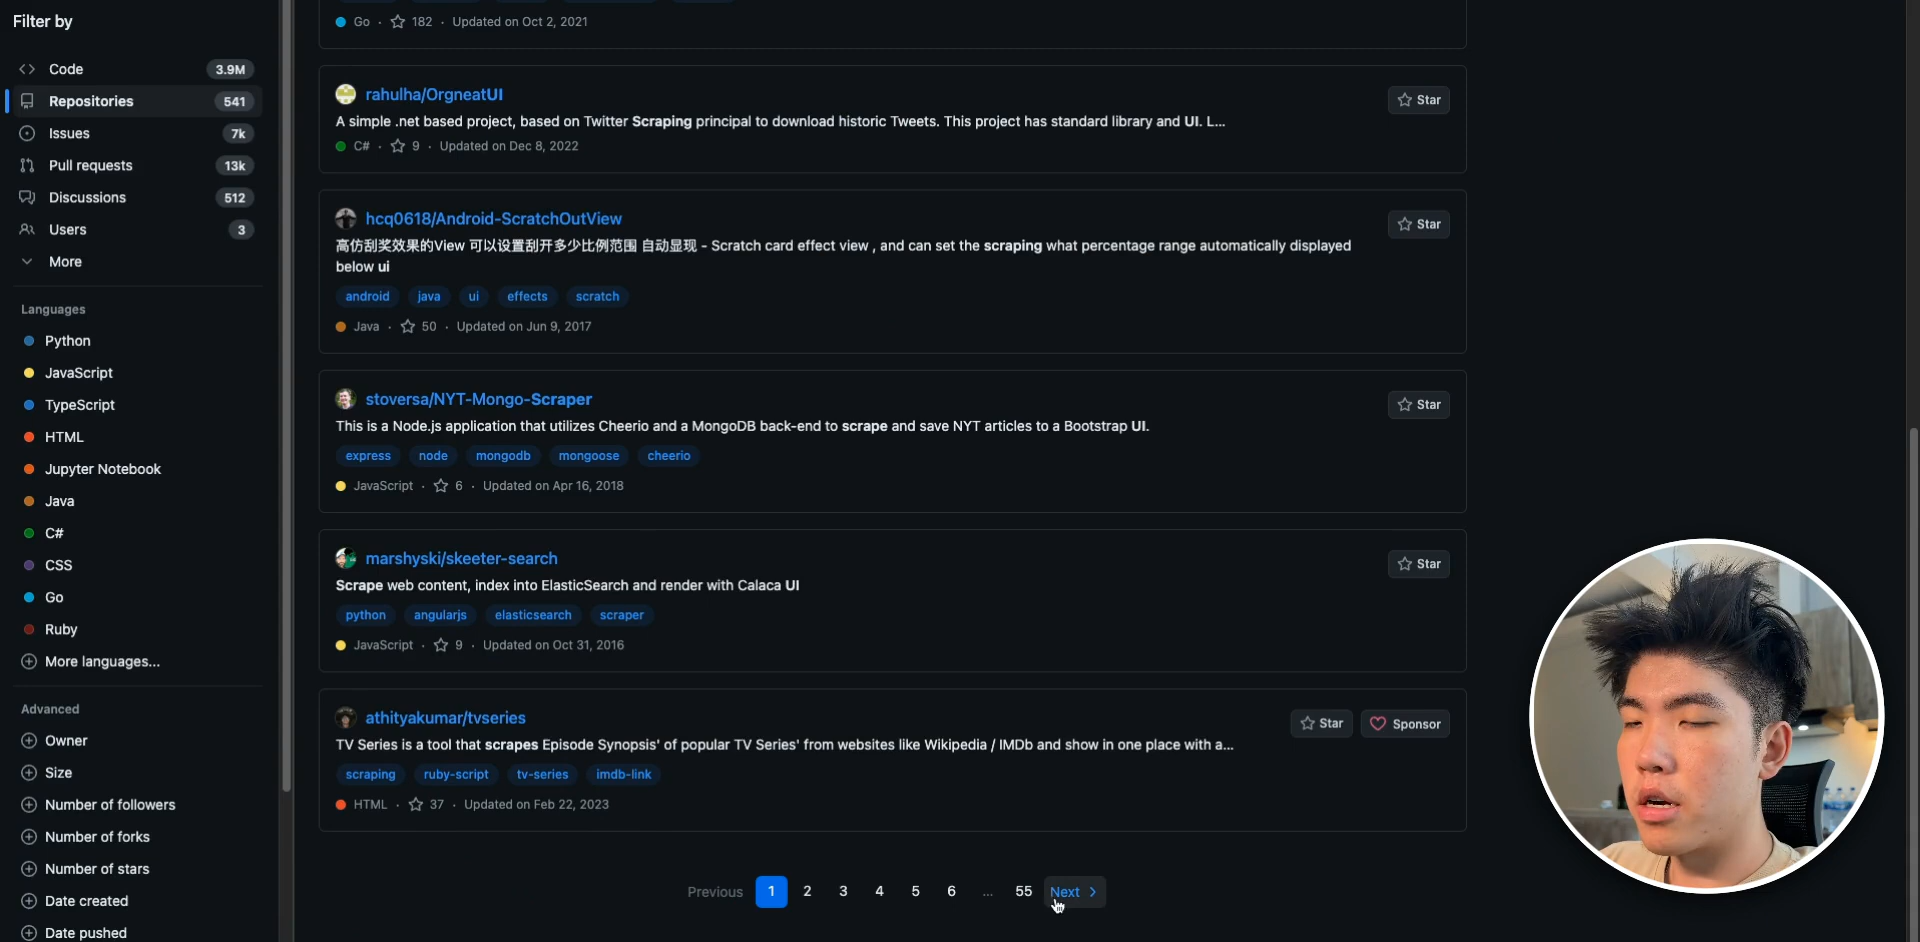 Filter by
Code 3.9M
Repositories 541
Issues 7k
Pull requests 13k
Discussions 512
Users 3
More
Languages
Python
JavaScript
TypeScript
HTML
Jupyter Notebook
Java
C#
CSS
Go
Ruby
More languages...
Advanced
Owner
Size
Number of followers
Number of forks
Number of stars
Date created
Date pushed
Go · 182 · Updated on Oct 2, 2021
rahulha/OrgneatUI
Star
A simple .net based project, based on Twitter Scraping principal to download historic Tweets. This project has standard library and UI. L...
C# · 9 · Updated on Dec 8, 2022
hcq0618/Android-ScratchOutView
Star
高仿刮奖效果的View 可以设置刮开多少比例范围 自动显现 - Scratch card effect view , and can set the scraping what percentage range automatically displayed
below ui
android java ui effects scratch
Java · 50 · Updated on Jun 9, 2017
stoversa/NYT-Mongo-Scraper
Star
This is a Node.js application that utilizes Cheerio and a MongoDB back-end to scrape and save NYT articles to a Bootstrap UI.
express node mongodb mongoose cheerio
JavaScript · 6 · Updated on Apr 16, 2018
marshyski/skeeter-search
Star
Scrape web content, index into ElasticSearch and render with Calaca UI
python angularjs elasticsearch scraper
JavaScript · 9 · Updated on Oct 31, 2016
athityakumar/tvseries
Star Sponsor
TV Series is a tool that scrapes Episode Synopsis' of popular TV Series' from websites like Wikipedia / IMDb and show in one place with a...
scraping ruby-script tv-series imdb-link
HTML · 37 · Updated on Feb 22, 2023
Previous 1 2 3 4 5 6 ... 55 Next >